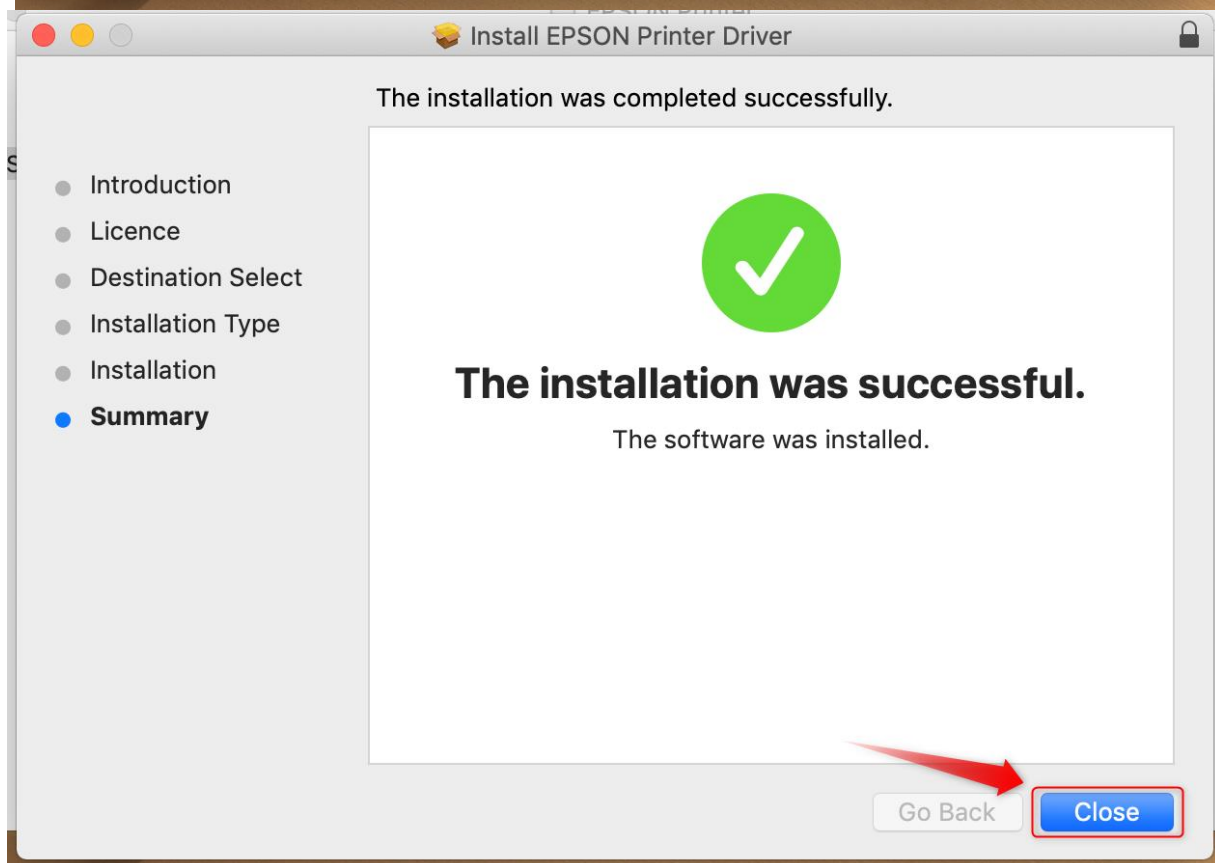 Install EPSON Printer Driver
The installation was completed successfully.
Introduction
Licence
Destination Select
Installation Type
Installation
Summary
The installation was successful.
The software was installed.
Go Back
Close